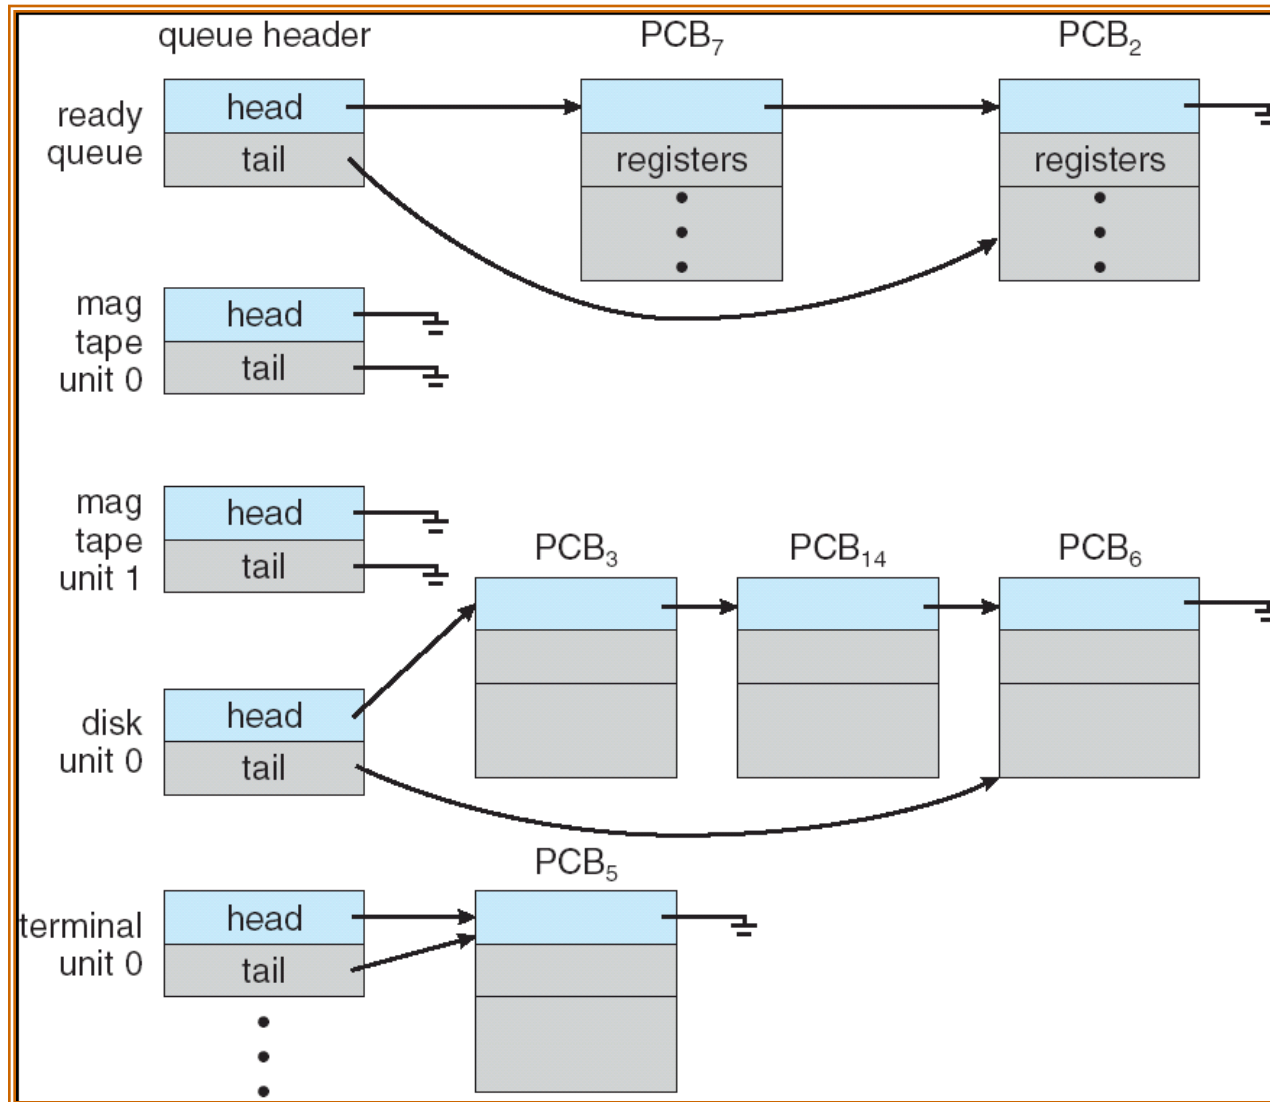 queue header PCB₇ PCB₂
ready
queue
head
tail
registers
registers
mag
tape
unit 0
head
tail
mag
tape
unit 1
head
tail
PCB₃ PCB₁₄ PCB₆
disk
unit 0
head
tail
PCB₅
terminal
unit 0
head
tail